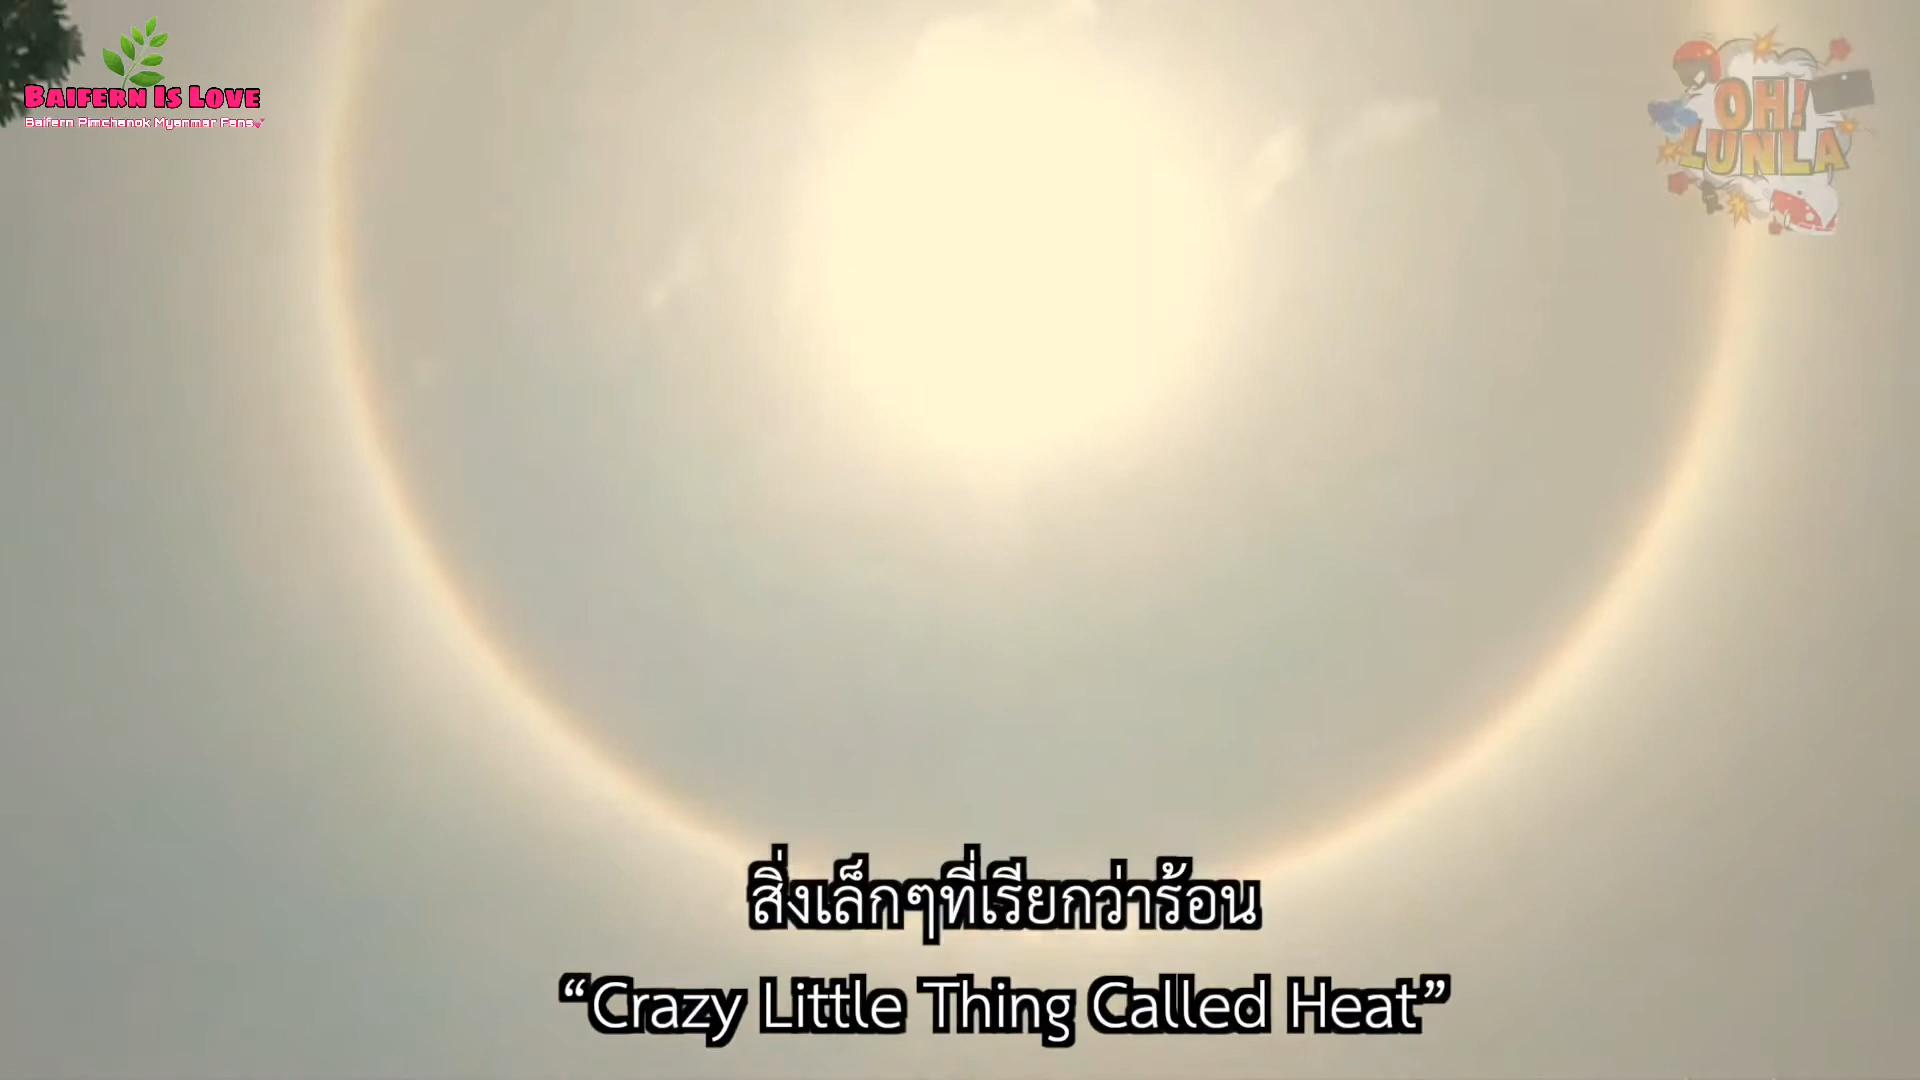 Baifern Is Love
Baifern Pimchanok Myanmar Fans
OH!
LUNLA
สิ่งเล็กๆที่เรียกว่าร้อน
“Crazy Little Thing Called Heat”